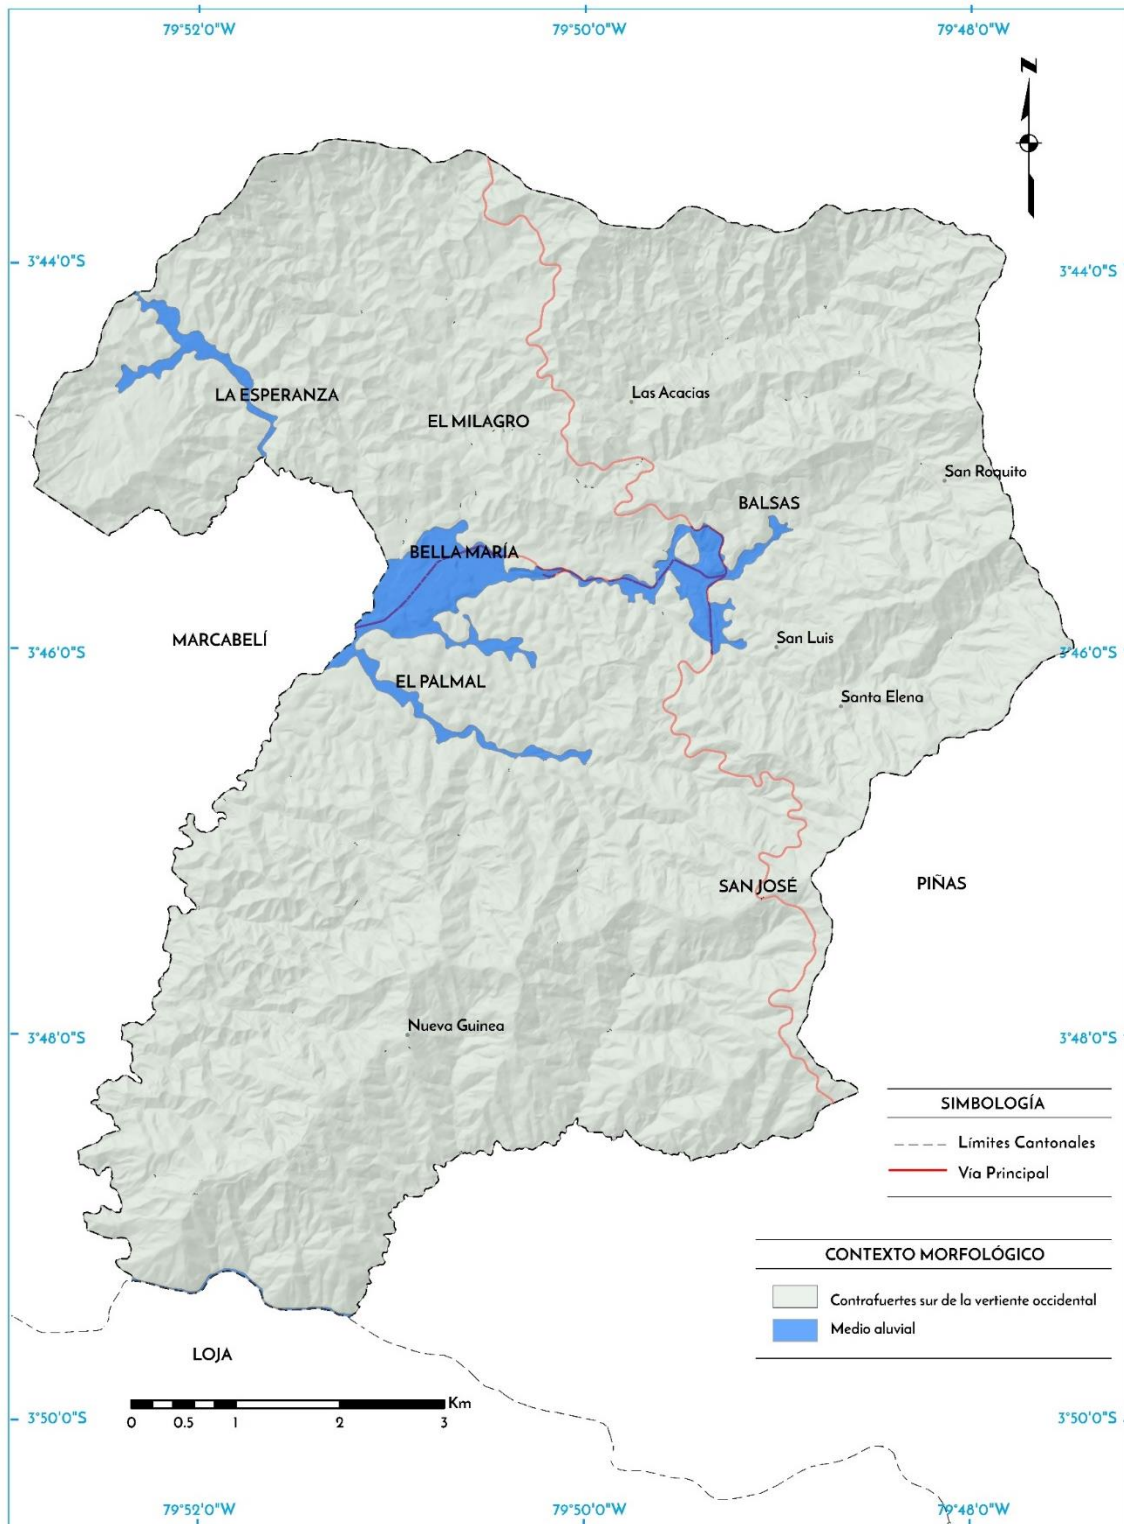 79°52'0"W
79°50'0"W
79°48'0"W
N
3°44'0"S
3°44'0"S
LA ESPERANZA
Las Acacias
EL MILAGRO
San Roquito
BALSAS
BELLA MARÍA
MARCABELÍ
San Luis
3°46'0"S
3°46'0"S
EL PALMAL
Santa Elena
SAN JOSÉ
PIÑAS
Nueva Guinea
3°48'0"S
3°48'0"S
SIMBOLOGÍA
Límites Cantonales
Vía Principal
CONTEXTO MORFOLÓGICO
Contrafuertes sur de la vertiente occidental
Medio aluvial
LOJA
Km
0 0.5 1 2 3
3°50'0"S
3°50'0"S
79°52'0"W
79°50'0"W
79°48'0"W